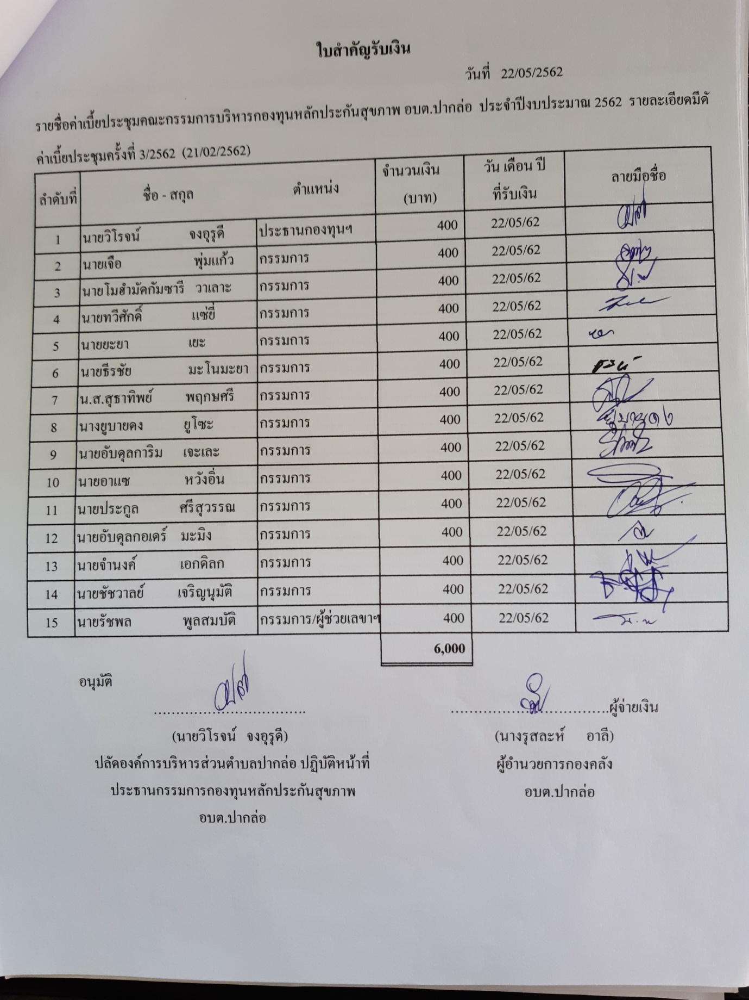 ใบสำคัญรับเงิน
วันที่ 22/05/2562
รายชื่อค่าเบี้ยประชุมคณะกรรมการบริหารกองทุนหลักประกันสุขภาพ อบต.ปากล่อ ประจำปีงบประมาณ 2562 รายละเอียดมีดั
ค่าเบี้ยประชุมครั้งที่ 3/2562 (21/02/2562)
ลำดับที่ ชื่อ - สกุล ตำแหน่ง จำนวนเงิน (บาท) วัน เดือน ปี ที่รับเงิน ลายมือชื่อ
1 นายวิโรจน์ จงอุรุดี ประธานกองทุนฯ 400 22/05/62
2 นายเจือ พุ่มแก้ว กรรมการ 400 22/05/62
3 นายโมฮำมัดกัมซารี วาเลาะ กรรมการ 400 22/05/62
4 นายทวีศักดิ์ แซ่ยี่ กรรมการ 400 22/05/62
5 นายยะยา เยะ กรรมการ 400 22/05/62
6 นายธีรชัย มะโนมะยา กรรมการ 400 22/05/62
7 น.ส.สุธาทิพย์ พฤกษศรี กรรมการ 400 22/05/62
8 นางยูบายดง ยูโซะ กรรมการ 400 22/05/62 ยูบายดง
9 นายอับดุลการิม เจะเละ กรรมการ 400 22/05/62
10 นายอาแซ หวังอิ่น กรรมการ 400 22/05/62
11 นายประกูล ศรีสุวรรณ กรรมการ 400 22/05/62
12 นายอับดุลกอเดร์ มะมิง กรรมการ 400 22/05/62
13 นายจำนงค์ เอกดิลก กรรมการ 400 22/05/62
14 นายชัชวาลย์ เจริญนุมัติ กรรมการ 400 22/05/62
15 นายรัชพล พูลสมบัติ กรรมการ/ผู้ช่วยเลขาฯ 400 22/05/62
6,000
อนุมัติ
..................................ผู้จ่ายเงิน
(นายวิโรจน์ จงอุรุดี) (นางรุสละห์ อาลี)
ปลัดองค์การบริหารส่วนตำบลปากล่อ ปฏิบัติหน้าที่ ผู้อำนวยการกองคลัง
ประธานกรรมการกองทุนหลักประกันสุขภาพ อบต.ปากล่อ
อบต.ปากล่อ